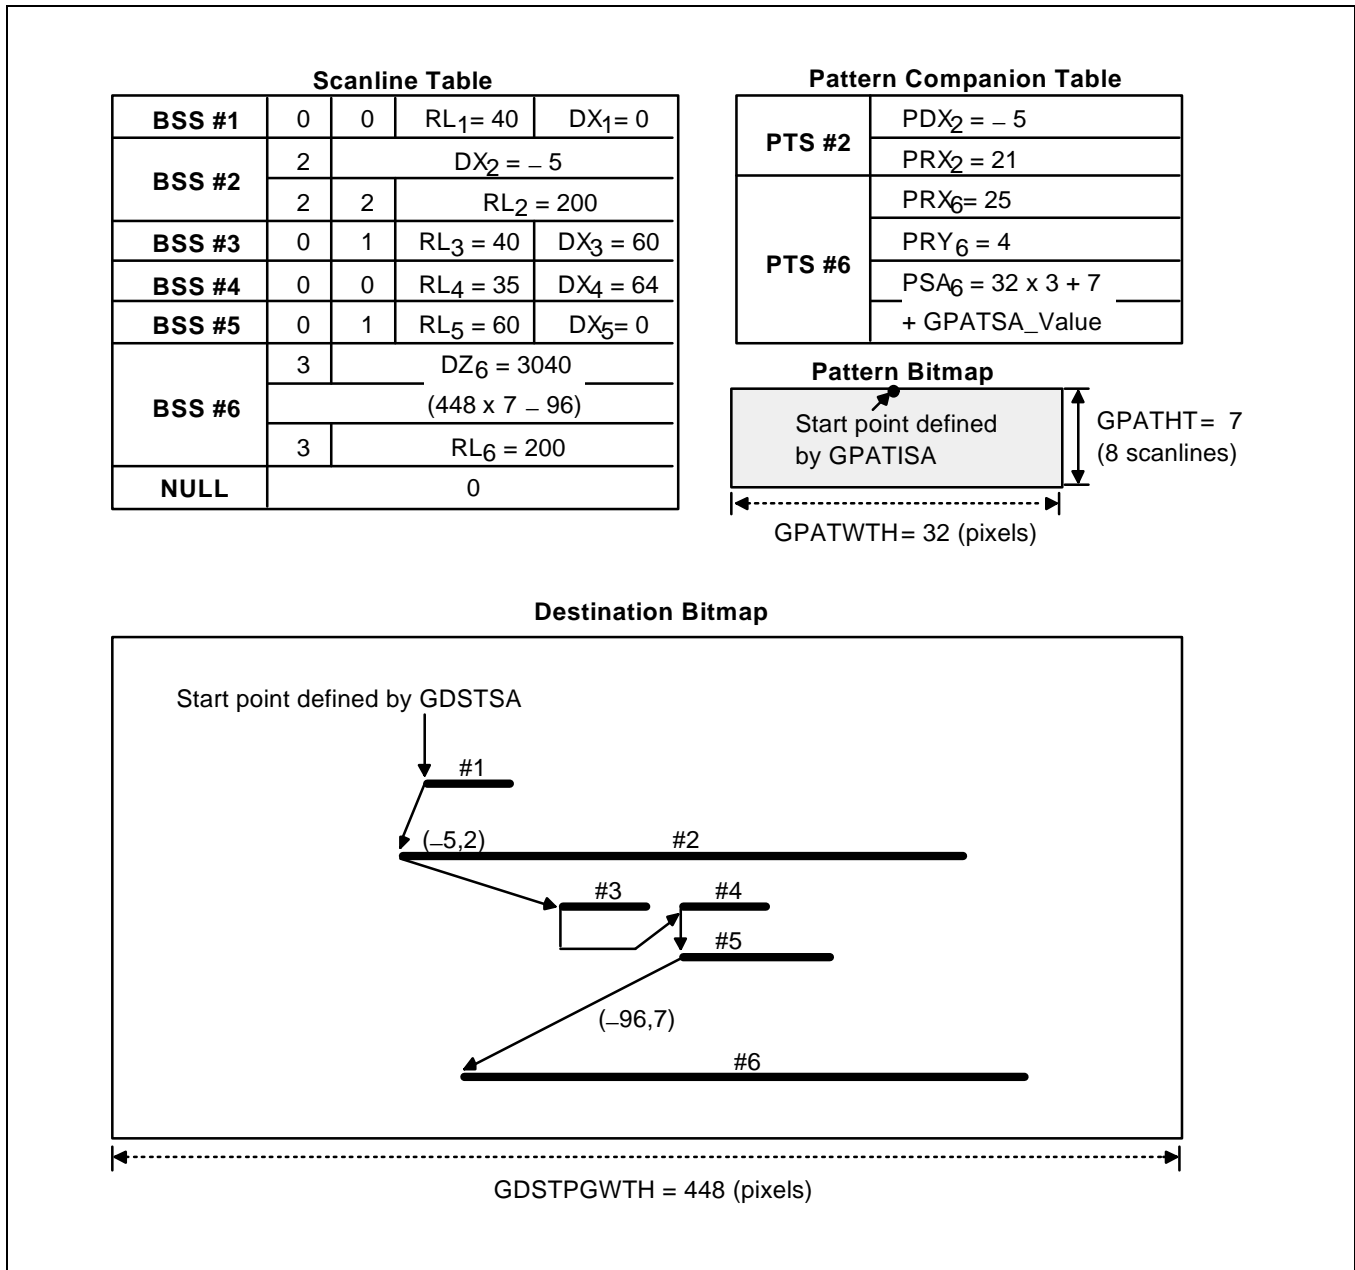 Scanline Table
BSS #1 0 0 RL1= 40 DX1= 0
BSS #2 2 DX2 = – 5
2 2 RL2 = 200
BSS #3 0 1 RL3 = 40 DX3 = 60
BSS #4 0 0 RL4 = 35 DX4 = 64
BSS #5 0 1 RL5 = 60 DX5= 0
BSS #6 3 DZ6 = 3040
(448 x 7 – 96)
3 RL6 = 200
NULL 0
Pattern Companion Table
PTS #2 PDX2 = – 5
PRX2 = 21
PTS #6 PRX6= 25
PRY6 = 4
PSA6 = 32 x 3 + 7
+ GPATSA_Value
Pattern Bitmap
Start point defined
by GPATISA
GPATHT= 7
(8 scanlines)
GPATWTH= 32 (pixels)
Destination Bitmap
Start point defined by GDSTSA
#1
(–5,2)
#2
#3
#4
#5
(–96,7)
#6
GDSTPGWTH = 448 (pixels)